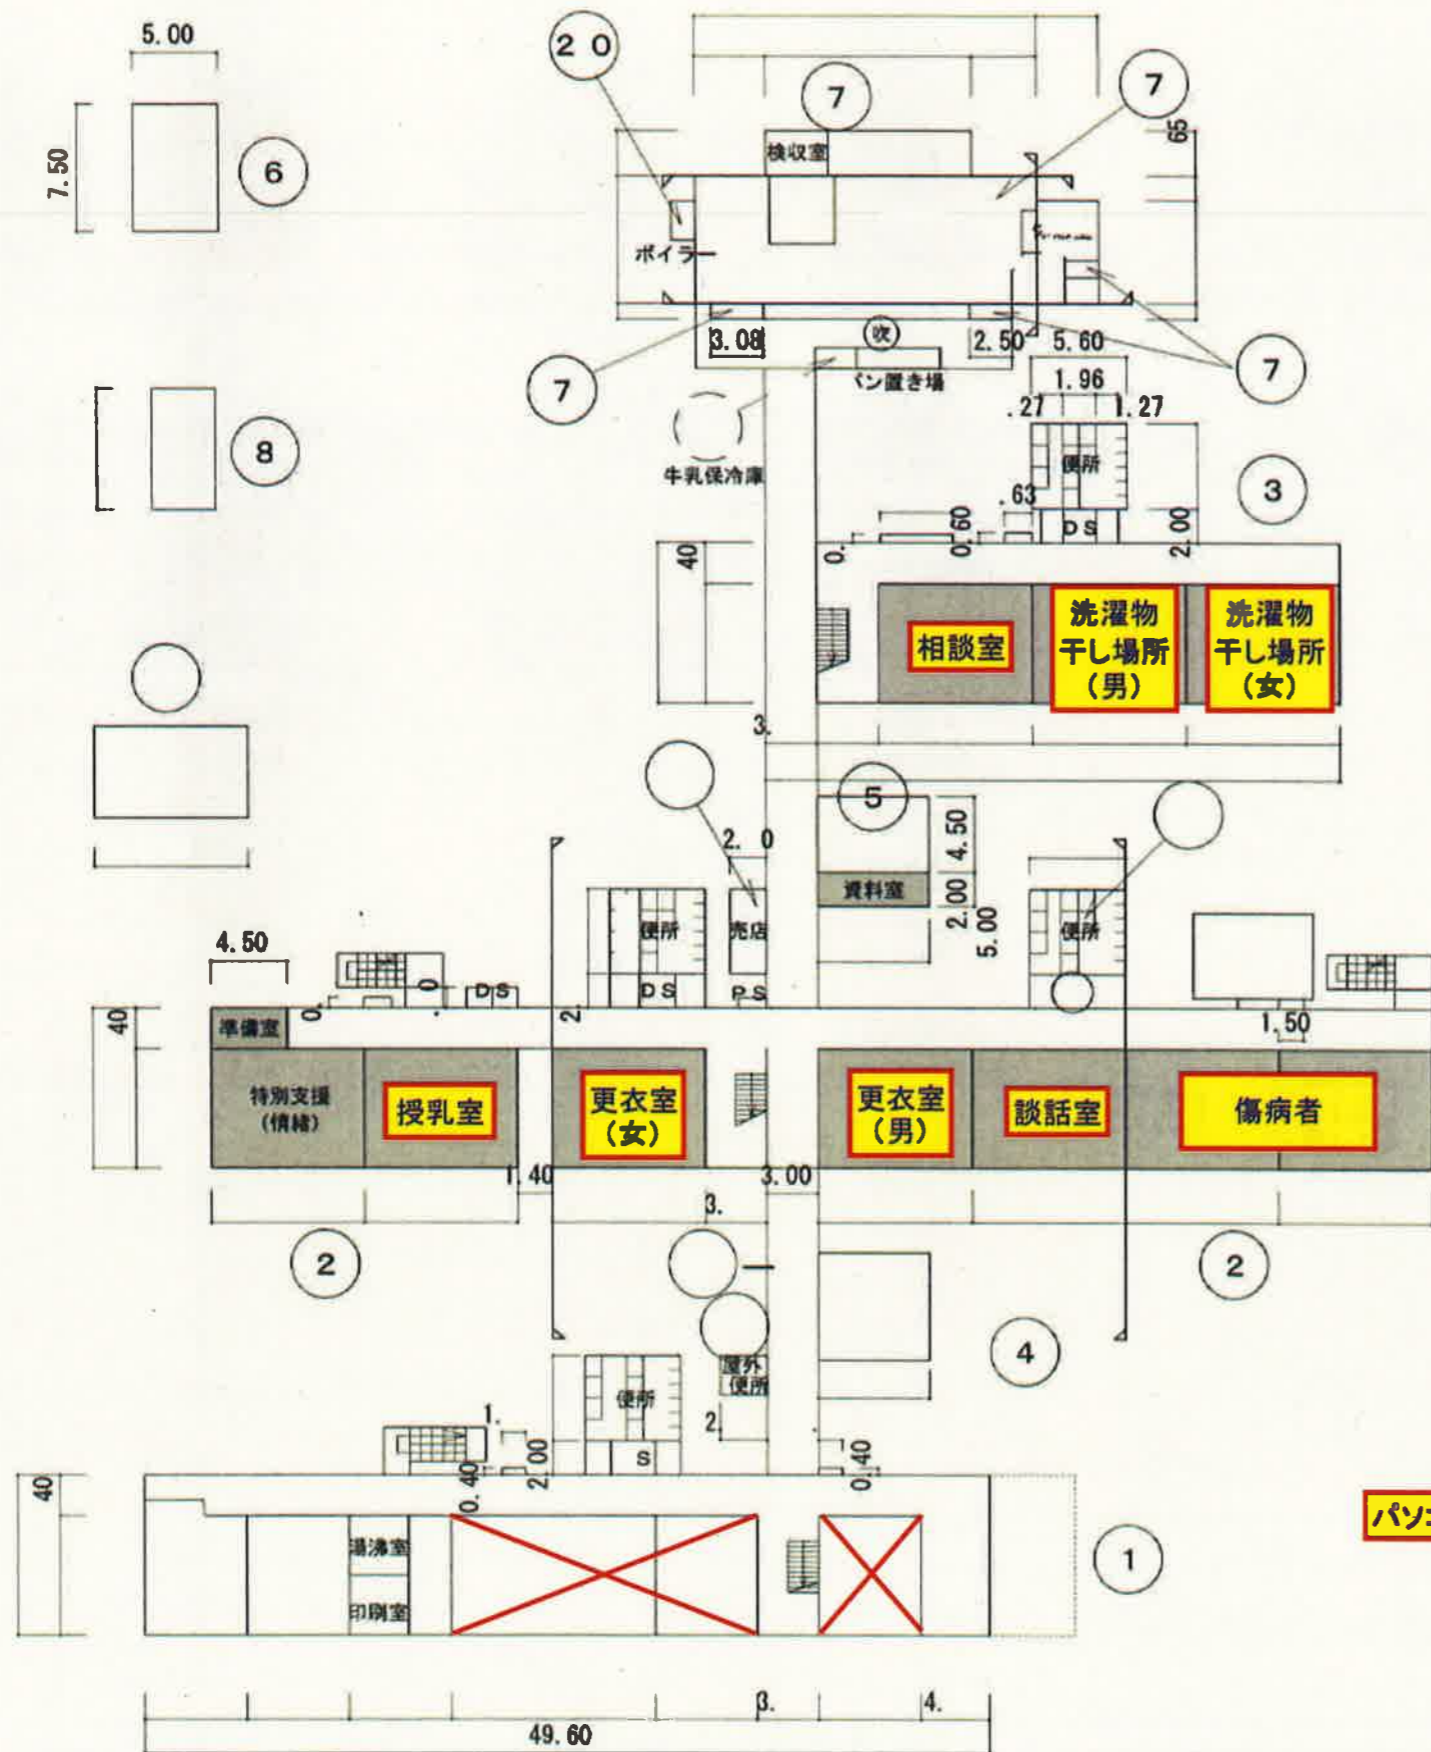 5.00
20
7
7
65
7.50
6
検収室
ボイラー
吹
3.08
2.50
5.60
7
パン置き場
1.96
7
.27
1.27
8
牛乳保冷庫
便所
3
.63
0.60
DS
2.00
0.
40
相談室
洗濯物
干し場所
(男)
洗濯物
干し場所
(女)
3.
5
2. 0
4.50
資料室
2.00
5.00
便所
売店
便所
4.50
0.
0
.
DS
DS
PS
2.
40
準備室
1.50
特別支援
(情緒)
授乳室
更衣室
(女)
更衣室
(男)
談話室
傷病者
1.40
3.00
3.
2
2
4
屋外
便所
便所
1.
2.
2.00
S
0.40
0.40
40
湯沸室
印刷室
1
パソコ
3.
4.
49.60